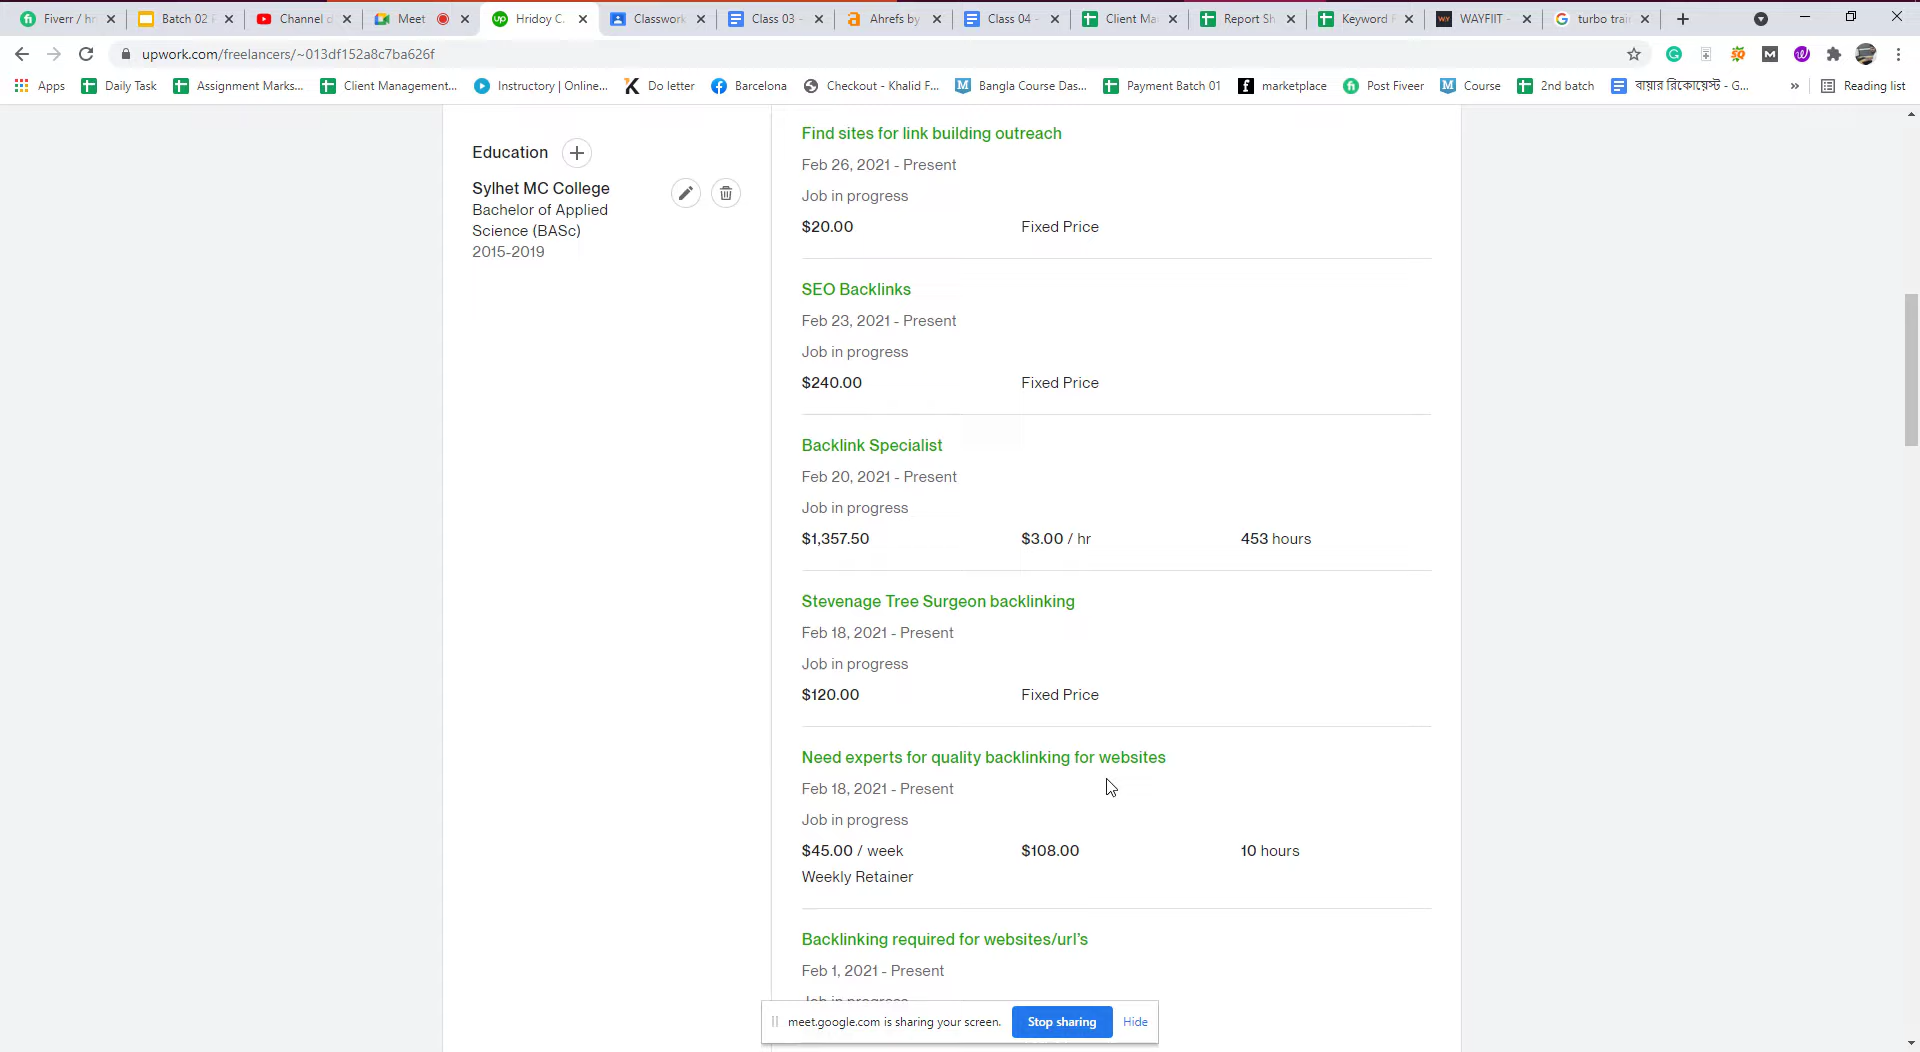 Fiverr / hr
Batch 02 F
Channel d
Meet
Hridoy C.
Classwork
Class 03 -
Ahrefs by
Class 04 -
Client Ma
Report Sh
Keyword F
WAYFIIT -
turbo trai
upwork.com/freelancers/~013df152a8c7ba626f
Apps
Daily Task
Assignment Marks...
Client Management...
Instructory | Online...
Do letter
Barcelona
Checkout - Khalid F...
Bangla Course Das...
Payment Batch 01
marketplace
Post Fiveer
Course
2nd batch
বায়ার রিকোয়েস্ট - G...
»
Reading list
Education
Sylhet MC College
Bachelor of Applied
Science (BASc)
2015-2019
Find sites for link building outreach
Feb 26, 2021 - Present
Job in progress
$20.00 Fixed Price
SEO Backlinks
Feb 23, 2021 - Present
Job in progress
$240.00 Fixed Price
Backlink Specialist
Feb 20, 2021 - Present
Job in progress
$1,357.50 $3.00 / hr 453 hours
Stevenage Tree Surgeon backlinking
Feb 18, 2021 - Present
Job in progress
$120.00 Fixed Price
Need experts for quality backlinking for websites
Feb 18, 2021 - Present
Job in progress
$45.00 / week $108.00 10 hours
Weekly Retainer
Backlinking required for websites/url's
Feb 1, 2021 - Present
Job in progress
meet.google.com is sharing your screen. Stop sharing Hide